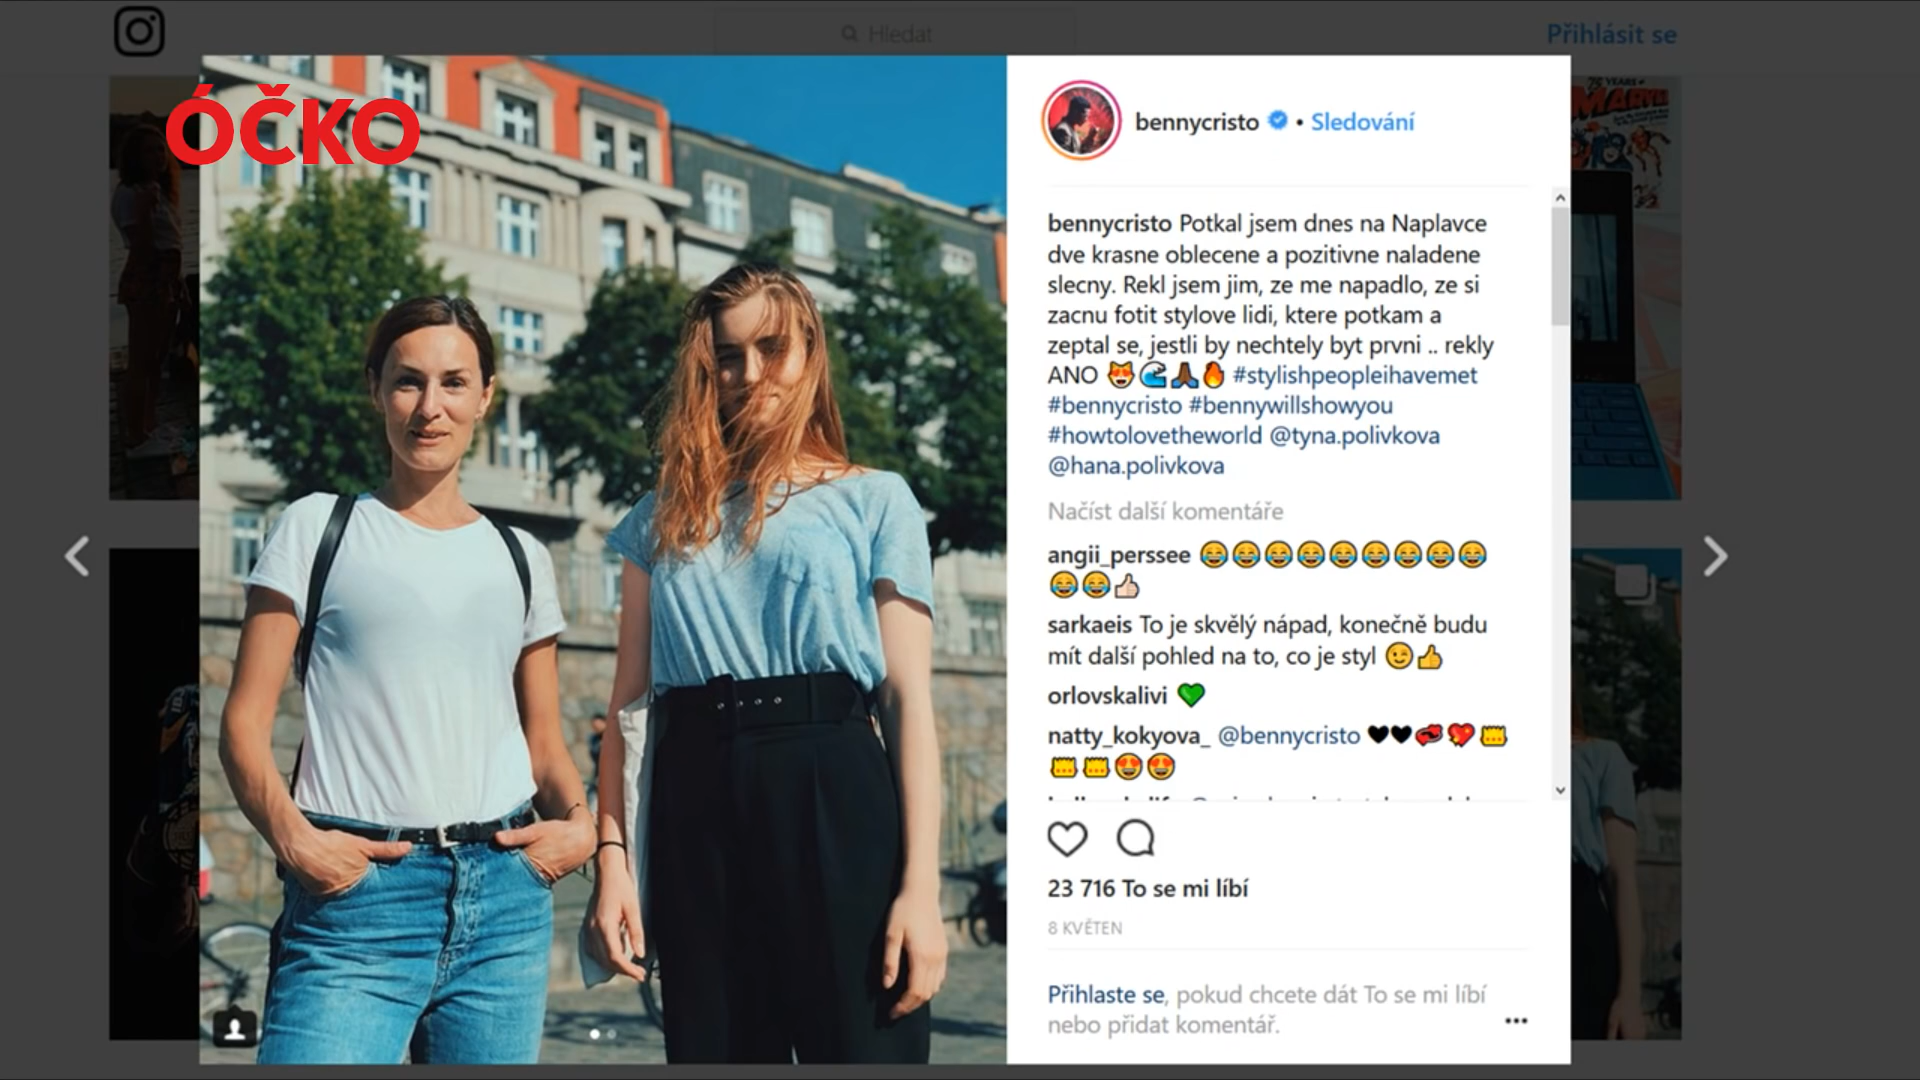 Hledat
Přihlásit se
ÓČKO
YEARS
MARVEL
bennycristo • Sledování
bennycristo Potkal jsem dnes na Naplavce
dve krasne oblecene a pozitivne naladene
slecny. Rekl jsem jim, ze me napadlo, ze si
zacnu fotit stylove lidi, ktere potkam a
zeptal se, jestli by nechtely byt prvni .. rekly
ANO 😻🌊🙏🏾🔥 #stylishpeopleihavemet
#bennycristo #bennywillshowyou
#howtolovetheworld @tyna.polivkova
@hana.polivkova
Načíst další komentáře
angii_perssee 😂😂😂😂😂😂😂😂😂
😂😂👍🏻
sarkaeis To je skvělý nápad, konečně budu
mít další pohled na to, co je styl 😉👍
orlovskalivi 💚
natty_kokyova_ @bennycristo
23 716 To se mi líbí
8 KVĚTEN
Přihlaste se, pokud chcete dát To se mi líbí
nebo přidat komentář.